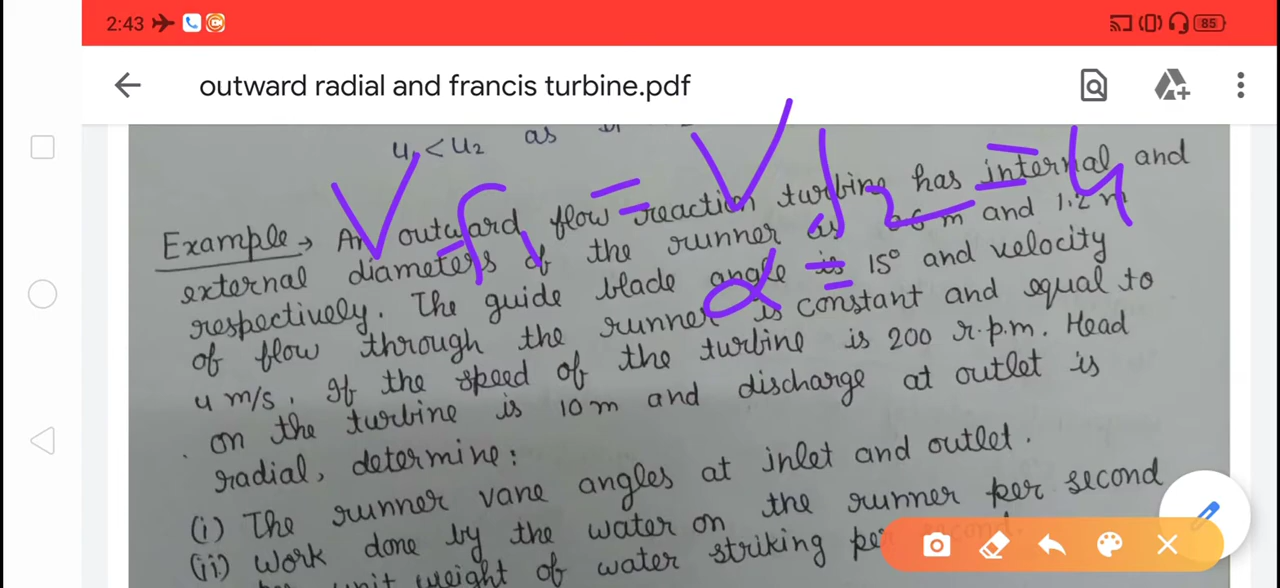 2:43
85
outward radial and francis turbine.pdf
u₁ < u₂ as
Example → An outward flow reaction turbine has internal and
external diameters of the runner as 0.6 m and 1.2 m
respectively. The guide blade angle is 15° and velocity
of flow through the runner is constant and equal to
4 m/s. If the speed of the turbine is 200 r.p.m. Head
on the turbine is 10 m and discharge at outlet is
radial, determine:
(i) The runner vane angles at inlet and outlet.
(ii) Work done by the water on the runner per second
unit weight of water striking per second.
Vf₁ = Vf₂ = 4
α =